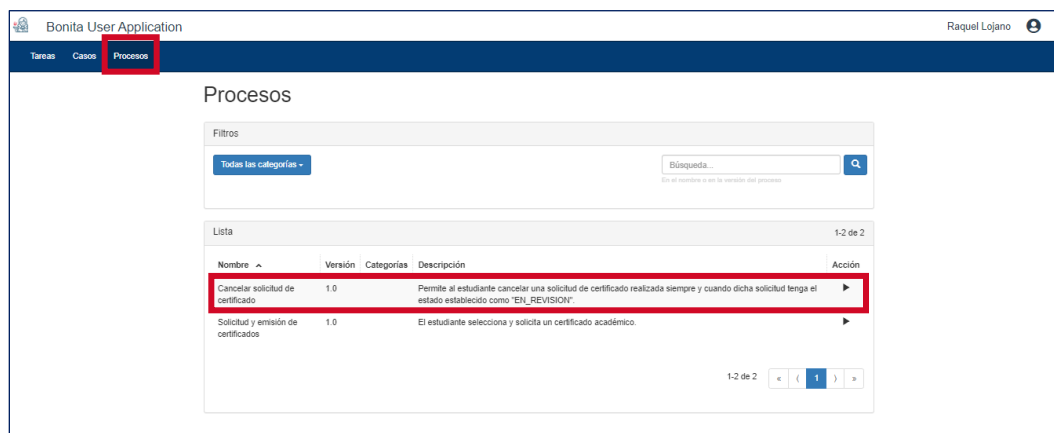 Bonita User Application
Raquel Lojano
Tareas Casos Procesos
Procesos
Filtros
Todas las categorías
Búsqueda...
En el nombre o en la versión del proceso
Lista
1-2 de 2
Nombre Versión Categorías Descripción Acción
Cancelar solicitud de certificado 1.0 Permite al estudiante cancelar una solicitud de certificado realizada siempre y cuando dicha solicitud tenga el
estado establecido como "EN_REVISION".
Solicitud y emisión de certificados 1.0 El estudiante selecciona y solicita un certificado académico.
1-2 de 2 « ⟨ 1 ⟩ »